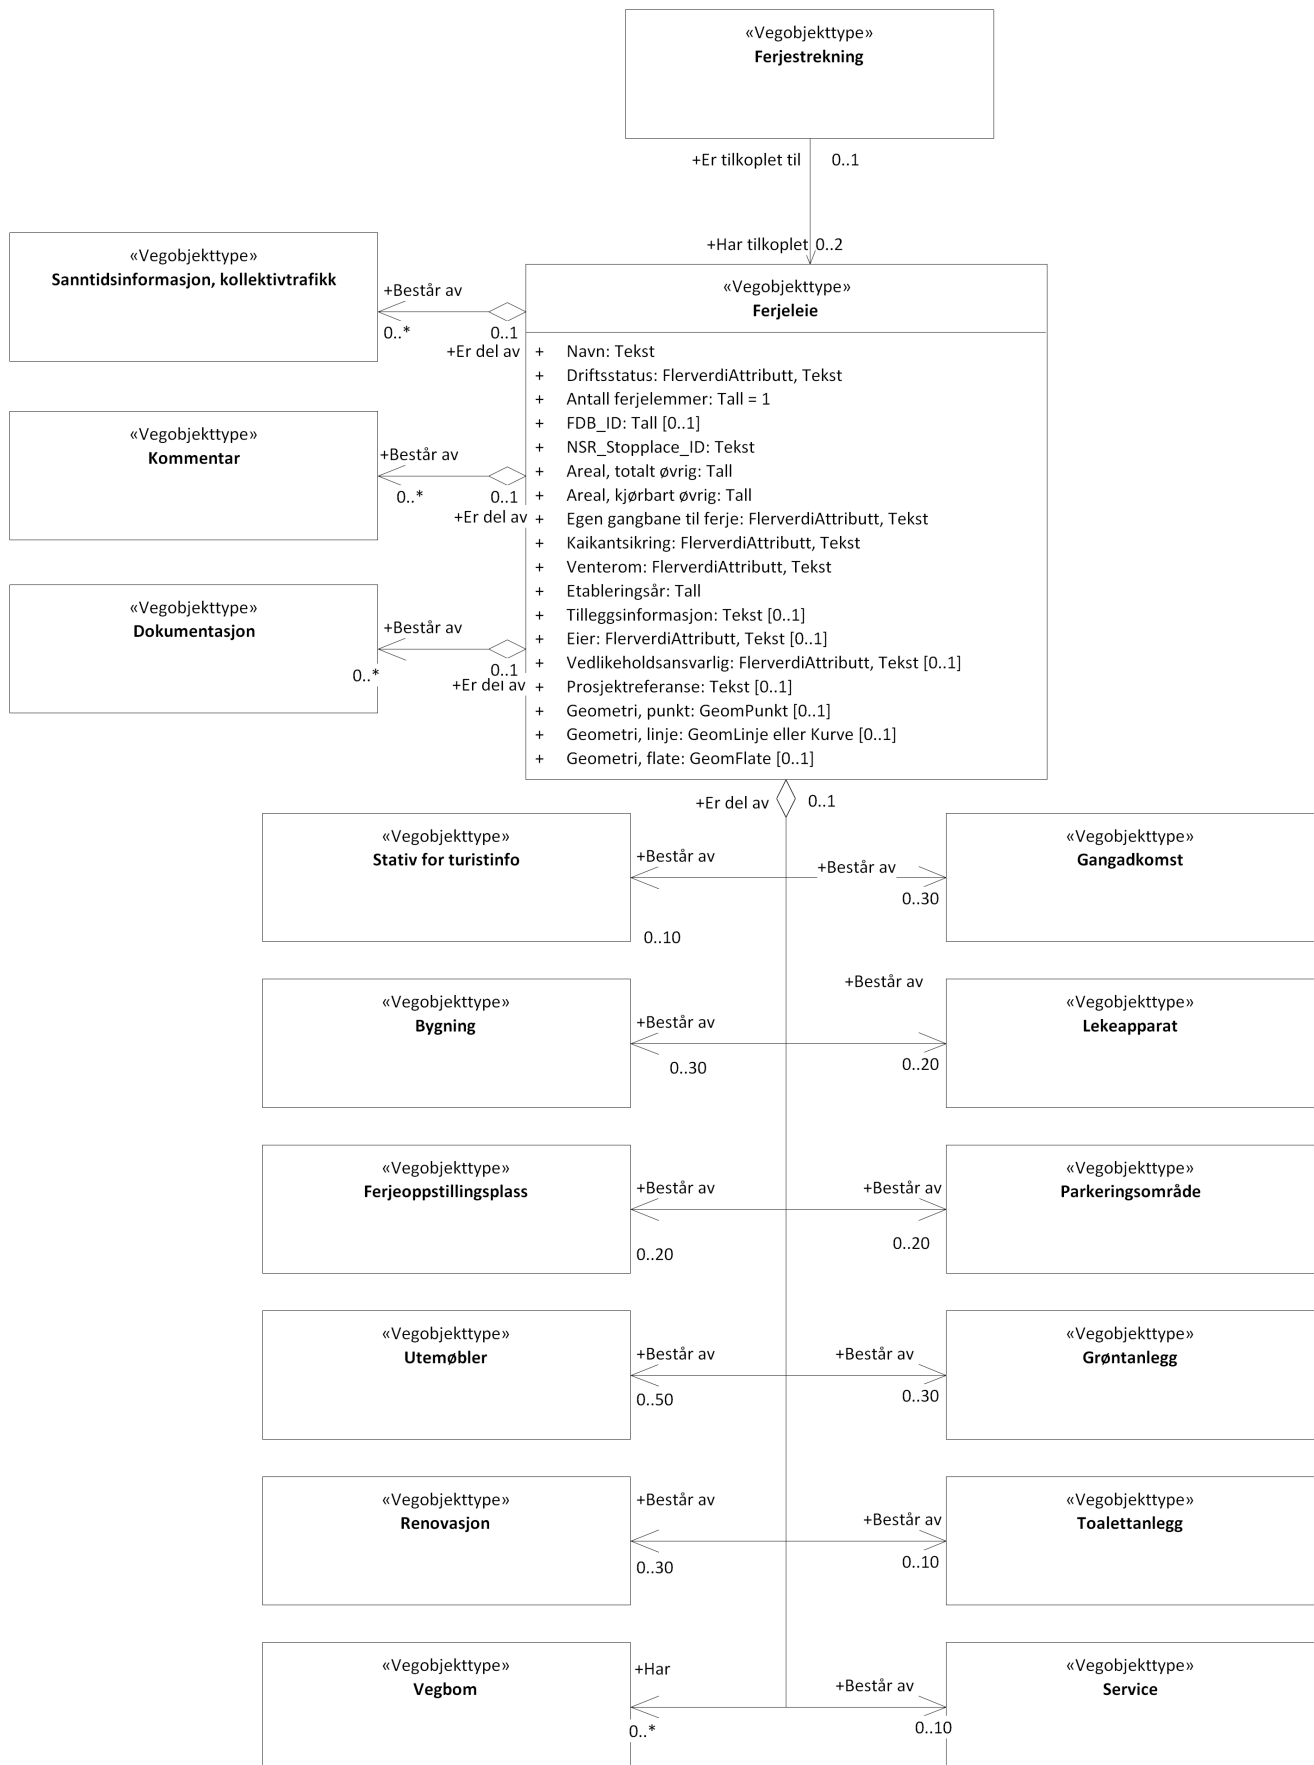 «Vegobjekttype»
Ferjestrekning
+Er tilkoplet til 0..1
+Har tilkoplet 0..2
«Vegobjekttype»
Sanntidsinformasjon, kollektivtrafikk
+Består av
0..*
0..1
+Er del av
«Vegobjekttype»
Kommentar
+Består av
0..*
0..1
+Er del av
«Vegobjekttype»
Dokumentasjon
+Består av
0..*
0..1
+Er del av
«Vegobjekttype»
Ferjeleie
+ Navn: Tekst
+ Driftsstatus: FlerverdiAttributt, Tekst
+ Antall ferjelemmer: Tall = 1
+ FDB_ID: Tall [0..1]
+ NSR_Stopplace_ID: Tekst
+ Areal, totalt øvrig: Tall
+ Areal, kjørbart øvrig: Tall
+ Egen gangbane til ferje: FlerverdiAttributt, Tekst
+ Kaikantsikring: FlerverdiAttributt, Tekst
+ Venterom: FlerverdiAttributt, Tekst
+ Etableringsår: Tall
+ Tilleggsinformasjon: Tekst [0..1]
+ Eier: FlerverdiAttributt, Tekst [0..1]
+ Vedlikeholdsansvarlig: FlerverdiAttributt, Tekst [0..1]
+ Prosjektreferanse: Tekst [0..1]
+ Geometri, punkt: GeomPunkt [0..1]
+ Geometri, linje: GeomLinje eller Kurve [0..1]
+ Geometri, flate: GeomFlate [0..1]
+Er del av 0..1
«Vegobjekttype»
Stativ for turistinfo
+Består av
0..10
«Vegobjekttype»
Gangadkomst
+Består av
0..30
«Vegobjekttype»
Bygning
+Består av
0..30
«Vegobjekttype»
Lekeapparat
+Består av
0..20
«Vegobjekttype»
Ferjeoppstillingsplass
+Består av
0..20
«Vegobjekttype»
Parkeringsområde
+Består av
0..20
«Vegobjekttype»
Utemøbler
+Består av
0..50
«Vegobjekttype»
Grøntanlegg
+Består av
0..30
«Vegobjekttype»
Renovasjon
+Består av
0..30
«Vegobjekttype»
Toalettanlegg
+Består av
0..10
«Vegobjekttype»
Vegbom
+Har
0..*
«Vegobjekttype»
Service
+Består av
0..10